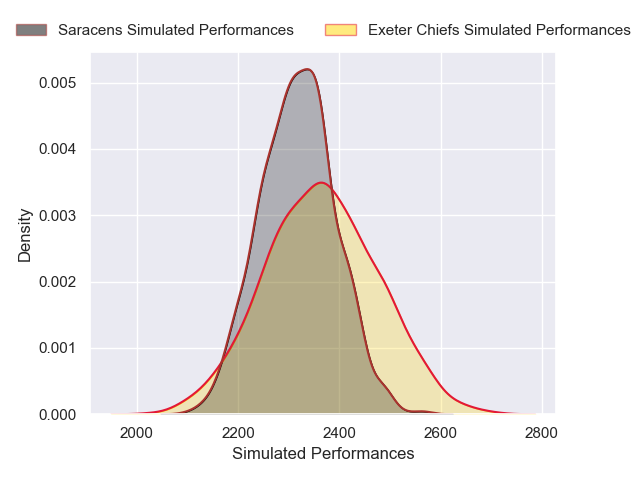 Saracens Simulated Performances Exeter Chiefs Simulated Performances
0.005
0.004
0.003
0.002
0.001
0.000
Density
2000 2200 2400 2600 2800
Simulated Performances